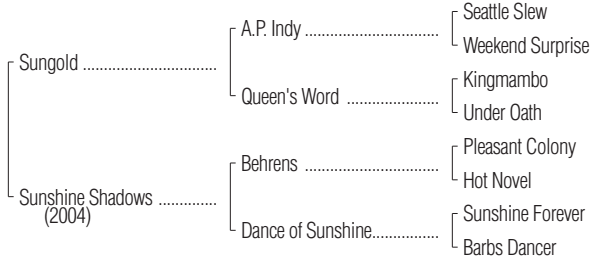 Seattle Slew
A.P. Indy ........................
Weekend Surprise
Sungold ................................
Kingmambo
Queen's Word ......................
Under Oath
Pleasant Colony
Behrens ........................
Hot Novel
Sunshine Shadows ..............
(2004)
Sunshine Forever
Dance of Sunshine................
Barbs Dancer